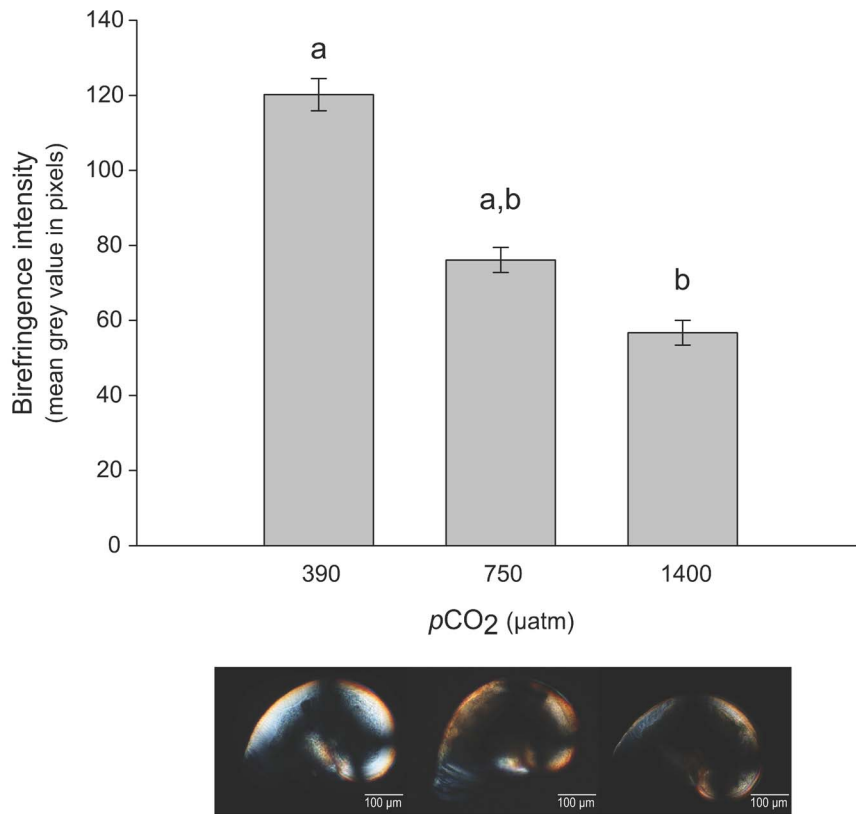 140
120
100
80
60
40
20
0
Birefringence intensity
(mean grey value in pixels)
a
a,b
b
390 750 1400
pCO2 (µatm)
100 µm 100 µm 100 µm